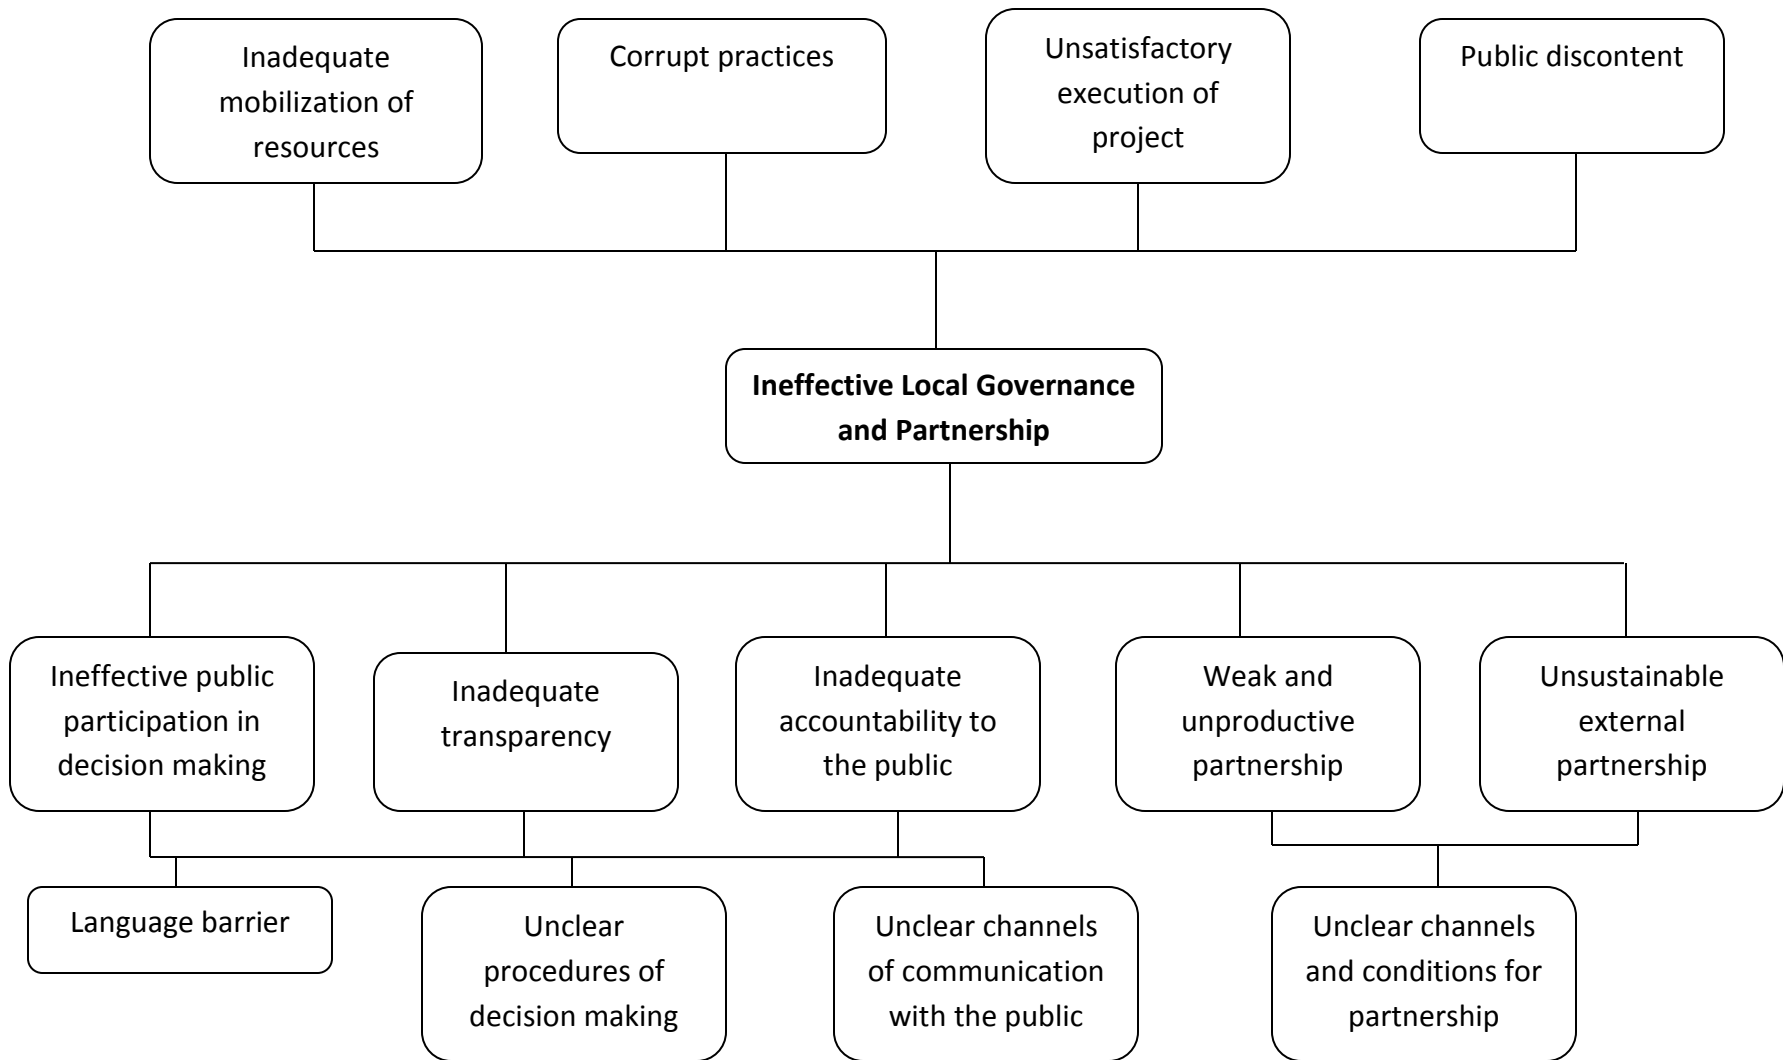 Inadequate
mobilization of
resources
Corrupt practices
Unsatisfactory
execution of
project
Public discontent
Ineffective Local Governance
and Partnership
Ineffective public
participation in
decision making
Inadequate
transparency
Inadequate
accountability to
the public
Weak and
unproductive
partnership
Unsustainable
external
partnership
Language barrier
Unclear
procedures of
decision making
Unclear channels
of communication
with the public
Unclear channels
and conditions for
partnership